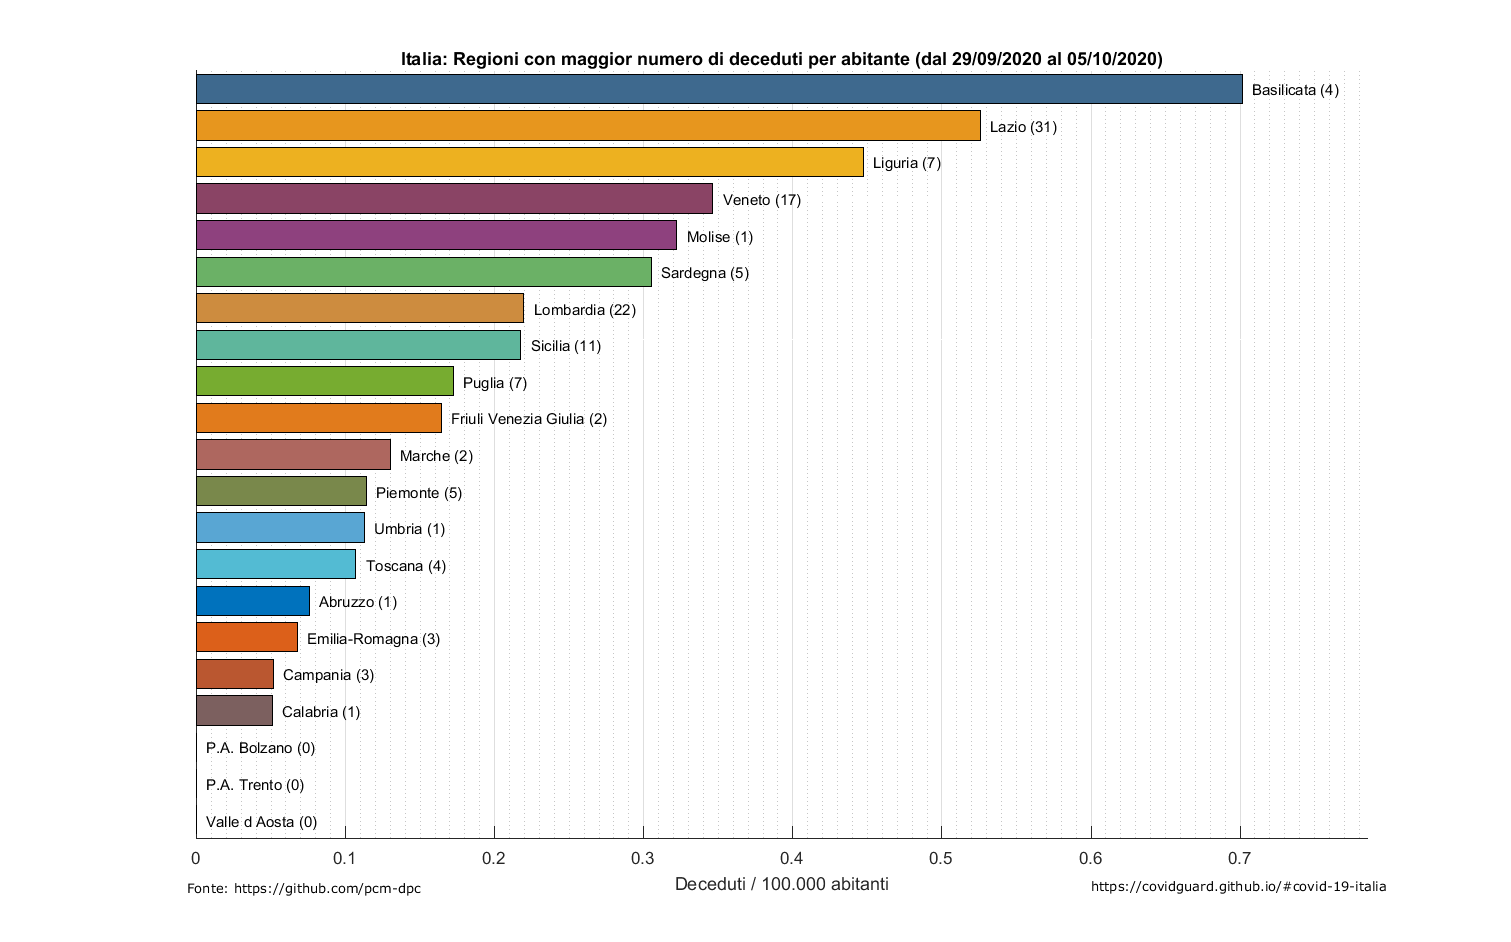 Italia: Regioni con maggior numero di deceduti per abitante (dal 29/09/2020 al 05/10/2020)
Basilicata (4)
Lazio (31)
Liguria (7)
Veneto (17)
Molise (1)
Sardegna (5)
Lombardia (22)
Sicilia (11)
Puglia (7)
Friuli Venezia Giulia (2)
Marche (2)
Piemonte (5)
Umbria (1)
Toscana (4)
Abruzzo (1)
Emilia-Romagna (3)
Campania (3)
Calabria (1)
P.A. Bolzano (0)
P.A. Trento (0)
Valle d Aosta (0)
0 0.1 0.2 0.3 0.4 0.5 0.6 0.7
Deceduti / 100.000 abitanti
Fonte: https://github.com/pcm-dpc
https://covidguard.github.io/#covid-19-italia